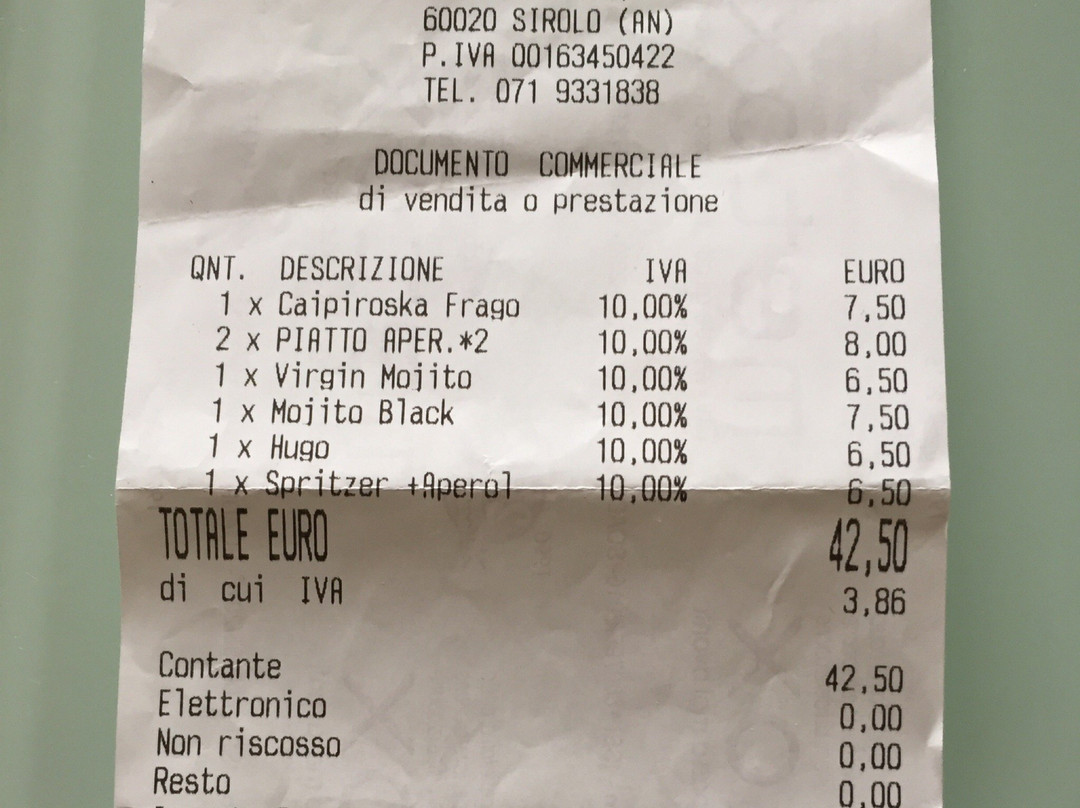 60020 SIROLO (AN)
P.IVA 00163450422
TEL. 071 9331838
DOCUMENTO COMMERCIALE
di vendita o prestazione
QNT. DESCRIZIONE IVA EURO
1 x Caipiroska Frago 10,00% 7,50
2 x PIATTO APER.*2 10,00% 8,00
1 x Virgin Mojito 10,00% 6,50
1 x Mojito Black 10,00% 7,50
1 x Hugo 10,00% 6,50
1 x Spritzer +Aperol 10,00% 6,50
TOTALE EURO 42,50
di cui IVA 3,86
Contante 42,50
Elettronico 0,00
Non riscosso 0,00
Resto 0,00